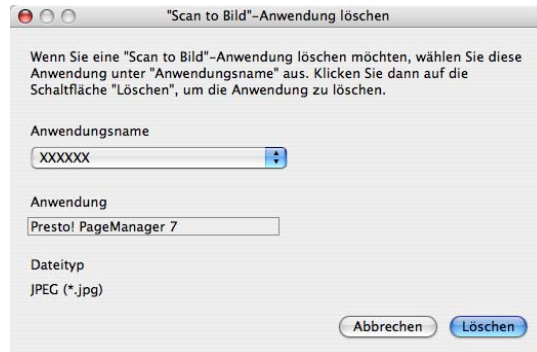 "Scan to Bild"-Anwendung löschen
Wenn Sie eine "Scan to Bild"-Anwendung löschen möchten, wählen Sie diese
Anwendung unter "Anwendungsname" aus. Klicken Sie dann auf die
Schaltfläche "Löschen", um die Anwendung zu löschen.
Anwendungsname
XXXXXX
Anwendung
Presto! PageManager 7
Dateityp
JPEG (*.jpg)
Abbrechen Löschen